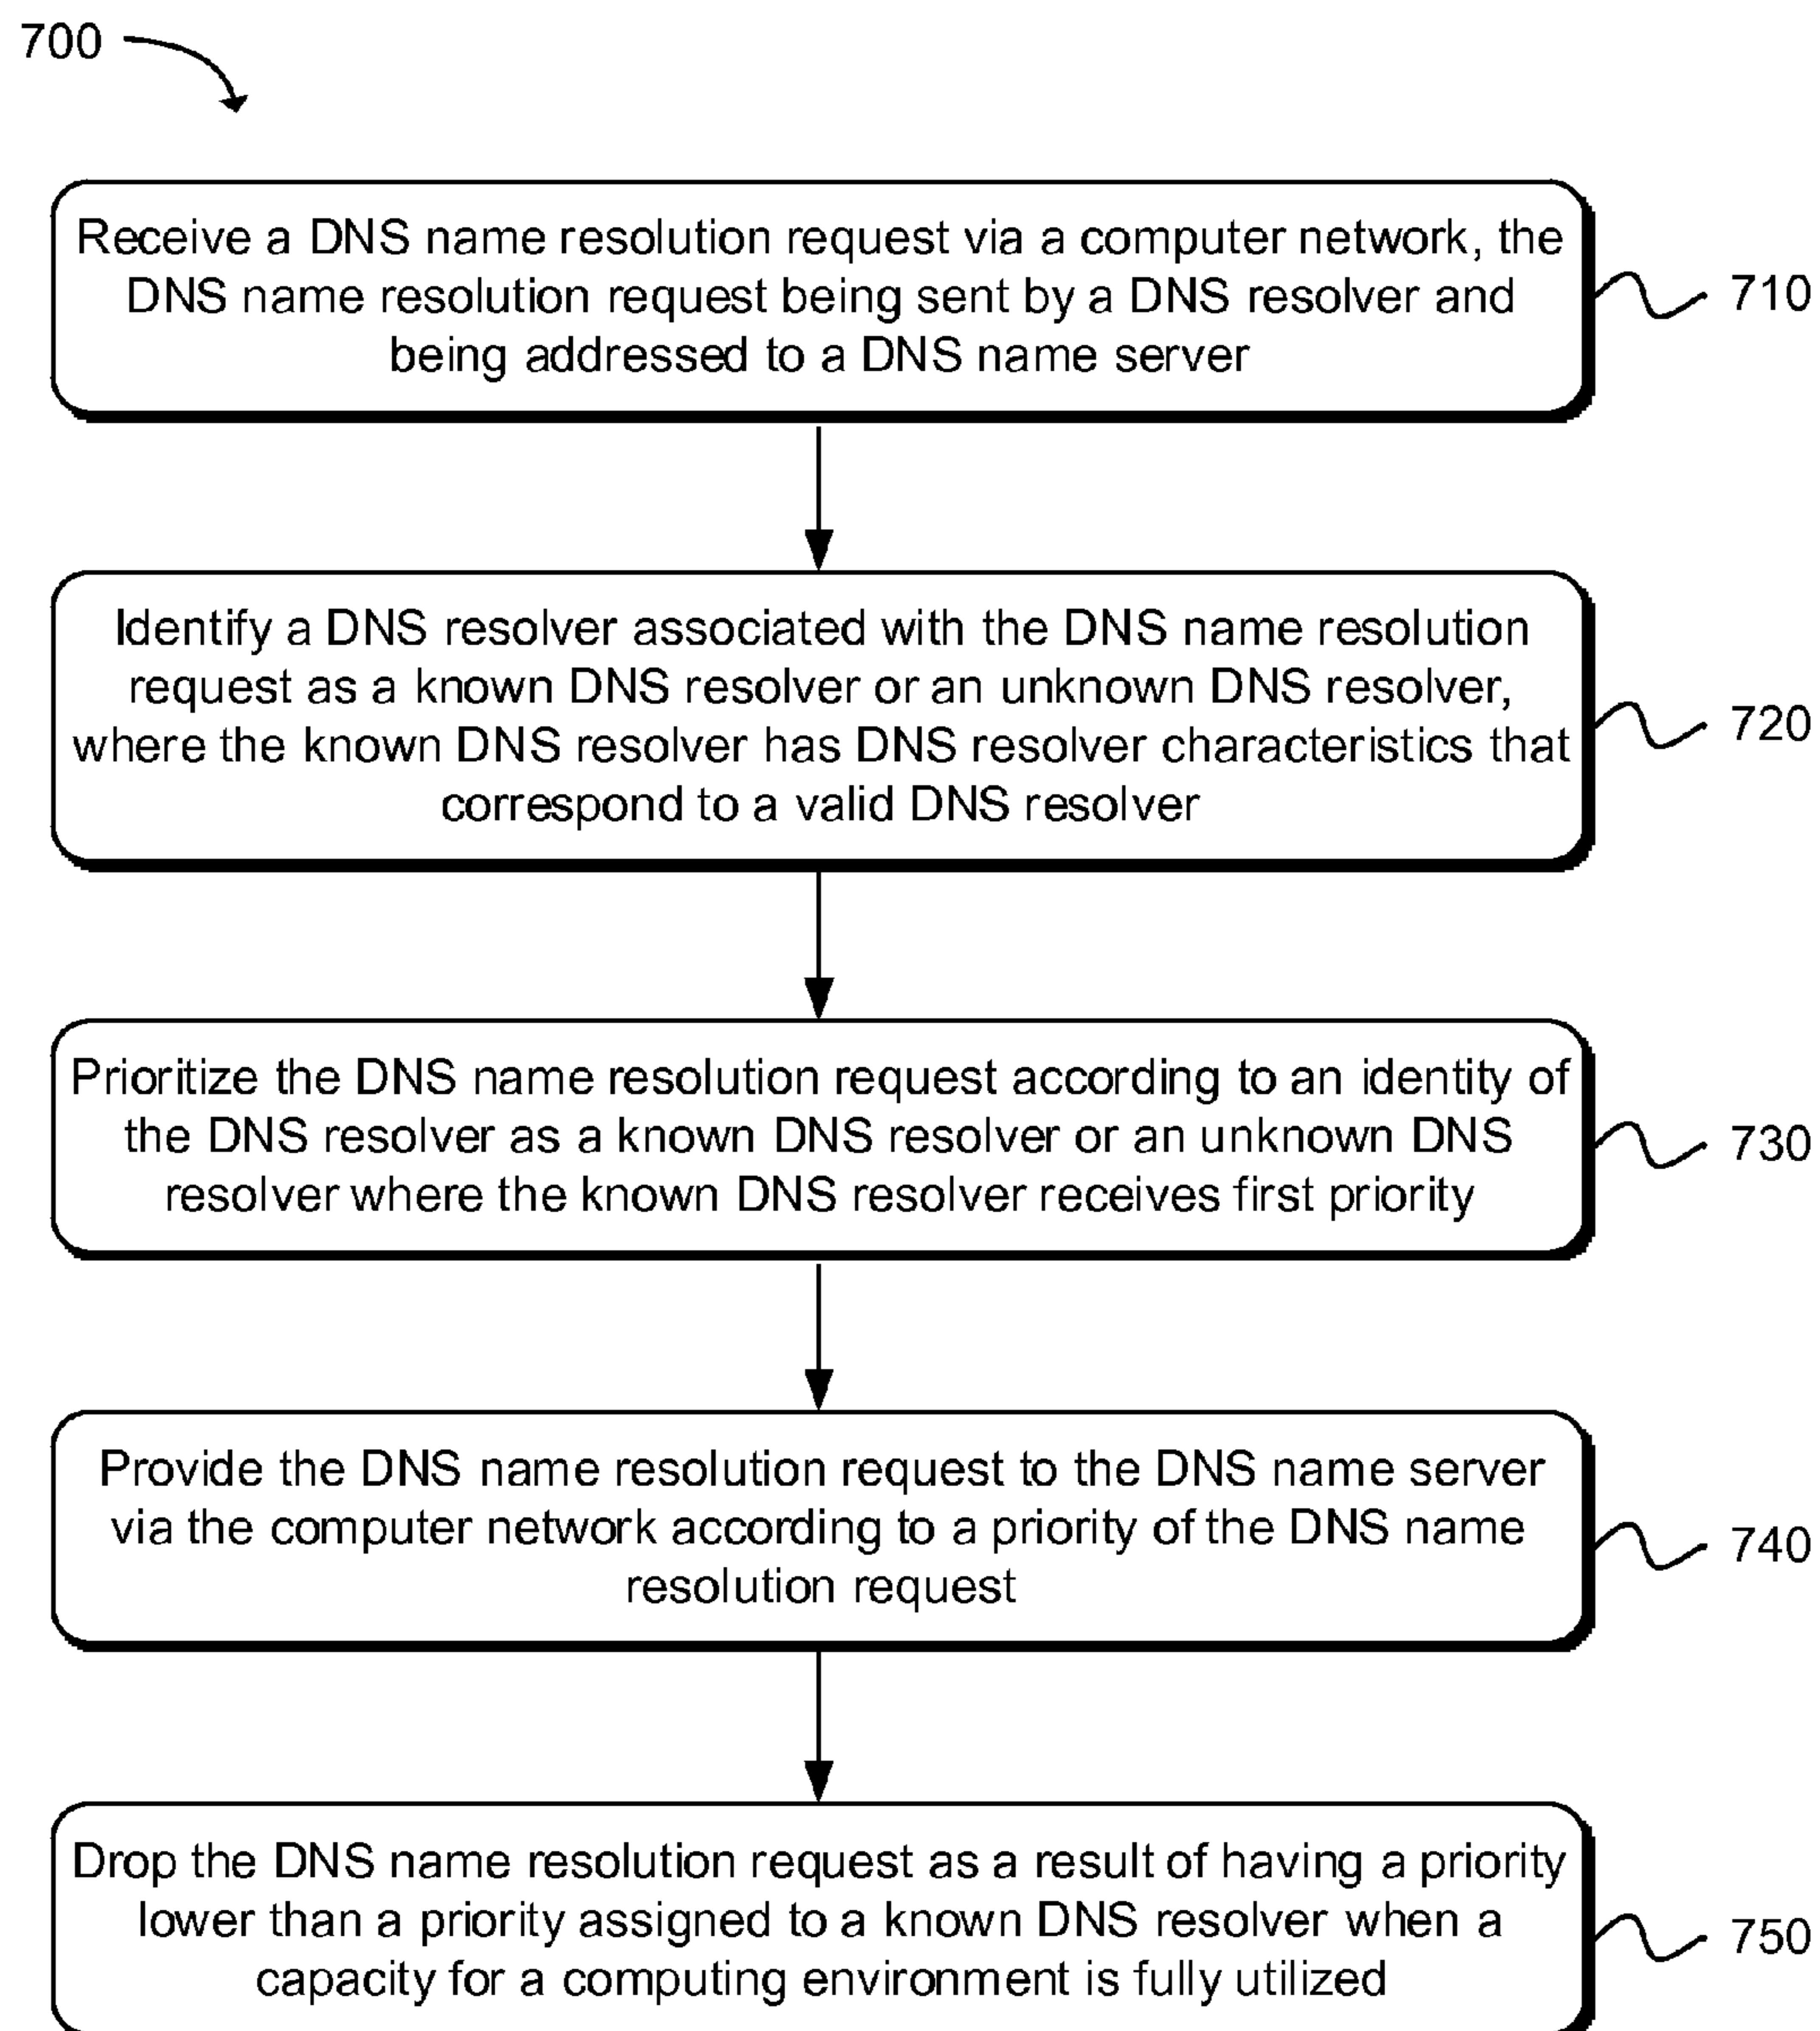 700
Receive a DNS name resolution request via a computer network, the
DNS name resolution request being sent by a DNS resolver and
being addressed to a DNS name server
710
Identify a DNS resolver associated with the DNS name resolution
request as a known DNS resolver or an unknown DNS resolver,
where the known DNS resolver has DNS resolver characteristics that
correspond to a valid DNS resolver
720
Prioritize the DNS name resolution request according to an identity of
the DNS resolver as a known DNS resolver or an unknown DNS
resolver where the known DNS resolver receives first priority
730
Provide the DNS name resolution request to the DNS name server
via the computer network according to a priority of the DNS name
resolution request
740
Drop the DNS name resolution request as a result of having a priority
lower than a priority assigned to a known DNS resolver when a
capacity for a computing environment is fully utilized
750